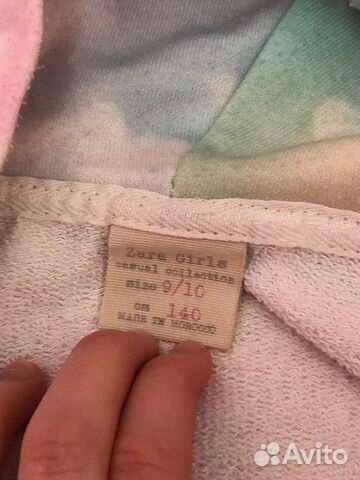 Zara Girls
casual collection
size 9/10
cm 140
MADE IN MOROCCO
Avito